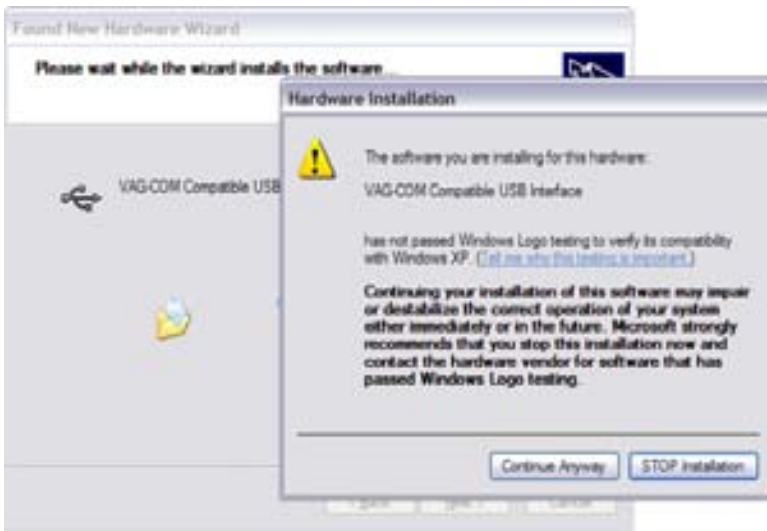 Found New Hardware Wizard
Please wait while the wizard installs the software...
Hardware Installation
VAG-COM Compatible USB
The software you are installing for this hardware:
VAG-COM Compatible USB Interface
has not passed Windows Logo testing to verify its compatibility
with Windows XP. (Tell me why this testing is important.)
Continuing your installation of this software may impair
or destabilize the correct operation of your system
either immediately or in the future. Microsoft strongly
recommends that you stop this installation now and
contact the hardware vendor for software that has
passed Windows Logo testing.
Continue Anyway
STOP Installation
< Back
Next >
Cancel